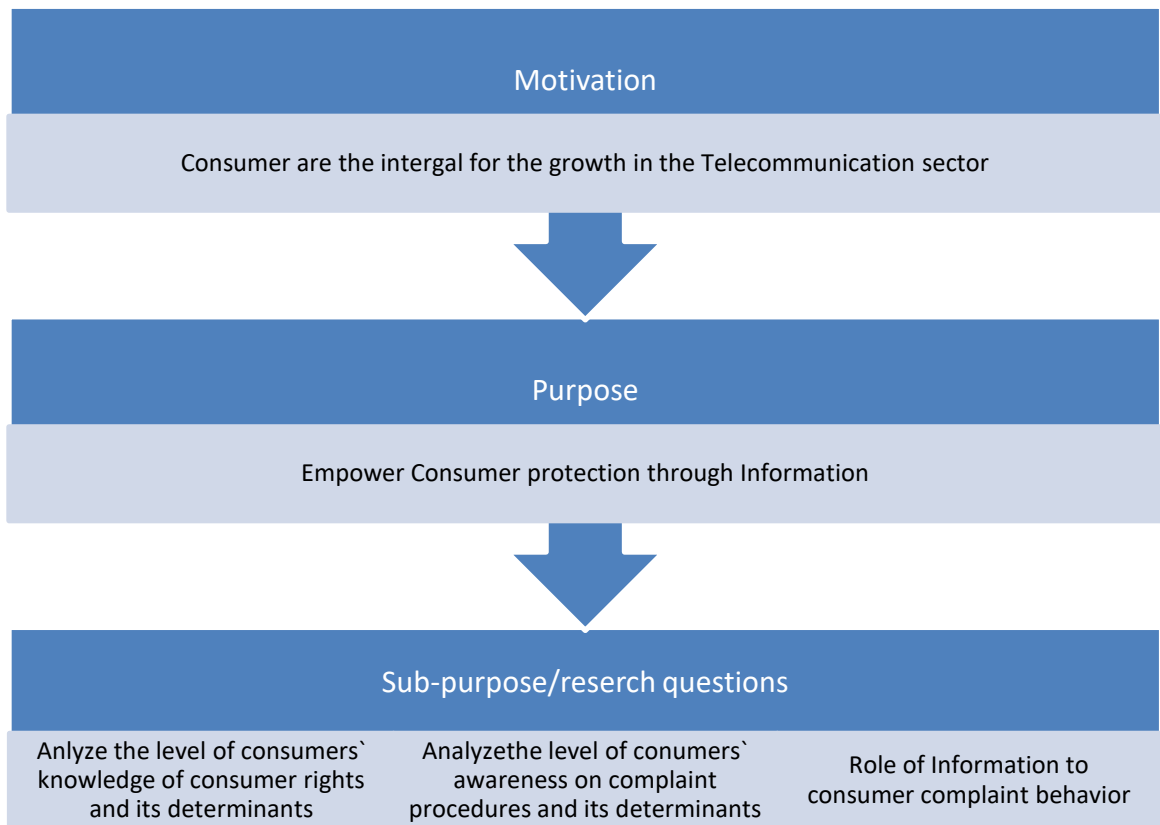 Motivation
Consumer are the intergal for the growth in the Telecommunication sector
Purpose
Empower Consumer protection through Information
Sub-purpose/reserch questions
Anlyze the level of consumers`
knowledge of consumer rights
and its determinants
Analyzethe level of conumers`
awareness on complaint
procedures and its determinants
Role of Information to
consumer complaint behavior